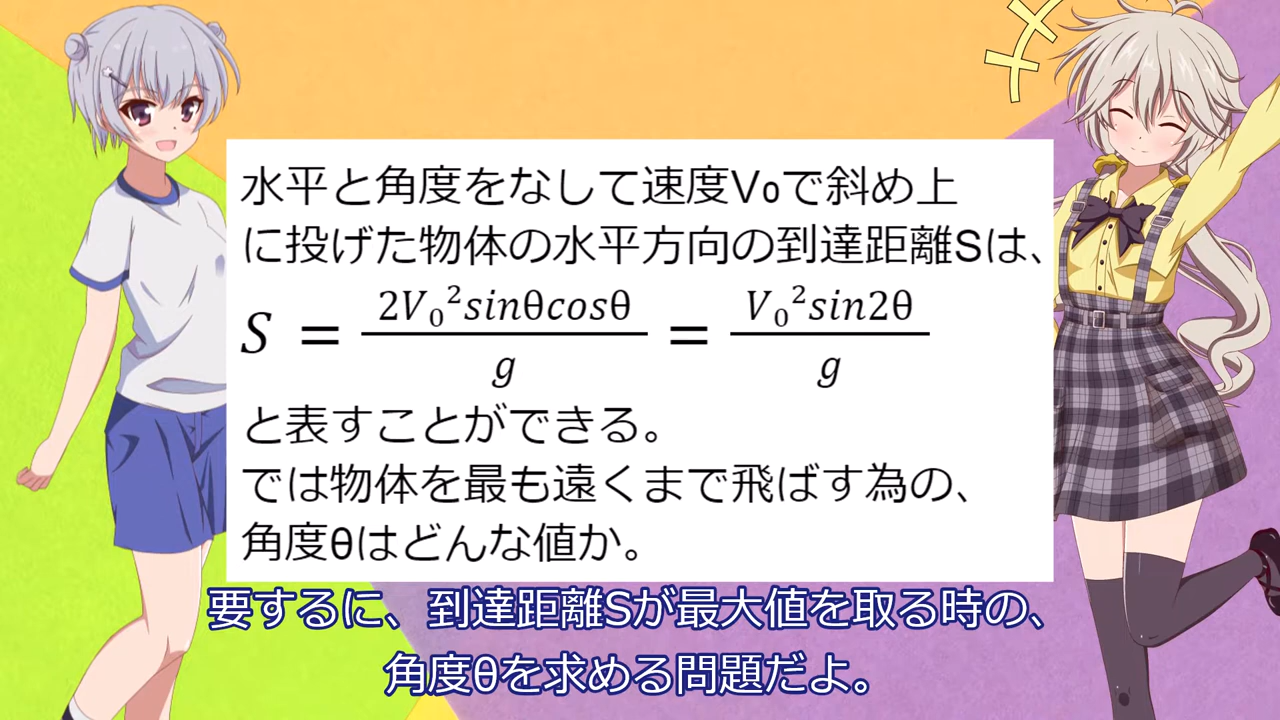 水平と角度をなして速度V₀で斜め上
に投げた物体の水平方向の到達距離Sは、
S = 2V₀²sinθcosθ / g = V₀²sin2θ / g
と表すことができる。
では物体を最も遠くまで飛ばす為の、
角度θはどんな値か。
要するに、到達距離Sが最大値を取る時の、
角度θを求める問題だよ。